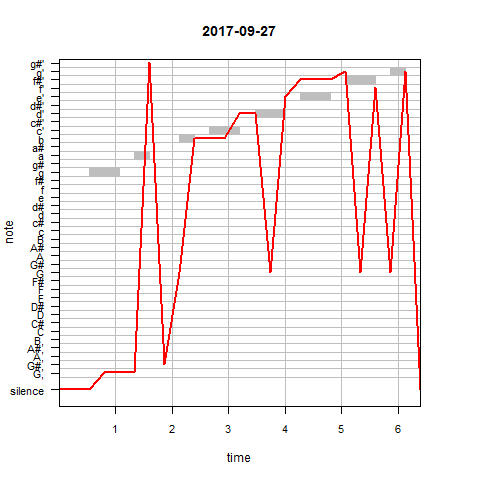 2017-09-27
note
g#'
g'
f#'
f'
e'
d#'
d'
c#'
c'
b
a#
a
g#
g
f#
f
e
d#
d
c#
c
B
A#
A
G#
G
F#
F
E
D#
D
C#
C
B,
A#,
A,
G#,
G,
silence
1 2 3 4 5 6
time